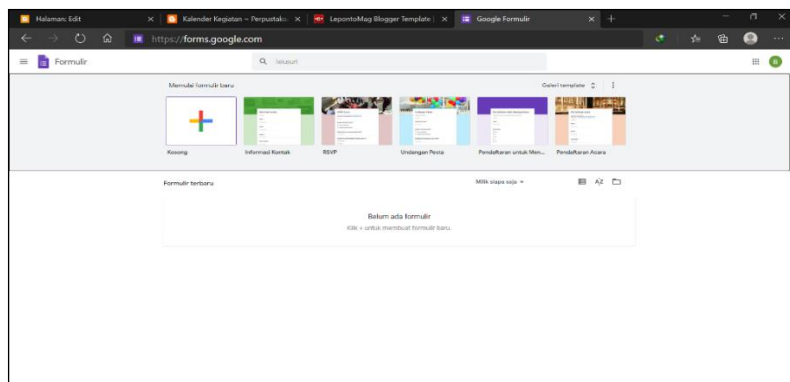 Halaman: Edit
Kalender Kegiatan ~ Perpustaka
LepontoMag Blogger Template
Google Formulir
https://forms.google.com
Formulir
Telusuri
Memulai formulir baru
Galeri template
Kosong
Informasi Kontak
RSVP
Undangan Pesta
Pendaftaran untuk Men...
Pendaftaran Acara
Formulir terbaru
Milik siapa saja
Belum ada formulir
Klik + untuk membuat formulir baru.